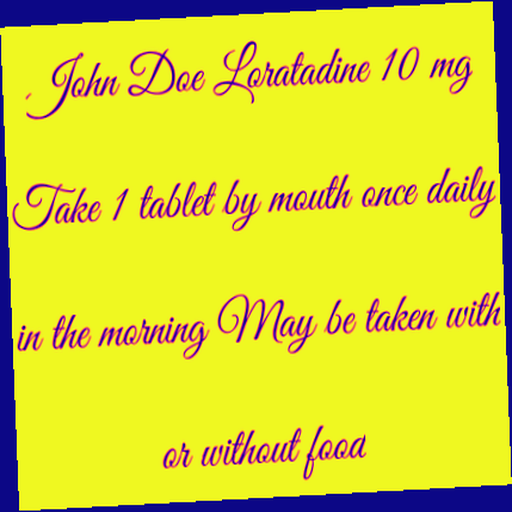 John Doe Loratadine 10 mg
Take 1 tablet by mouth once daily
in the morning May be taken with
or without food